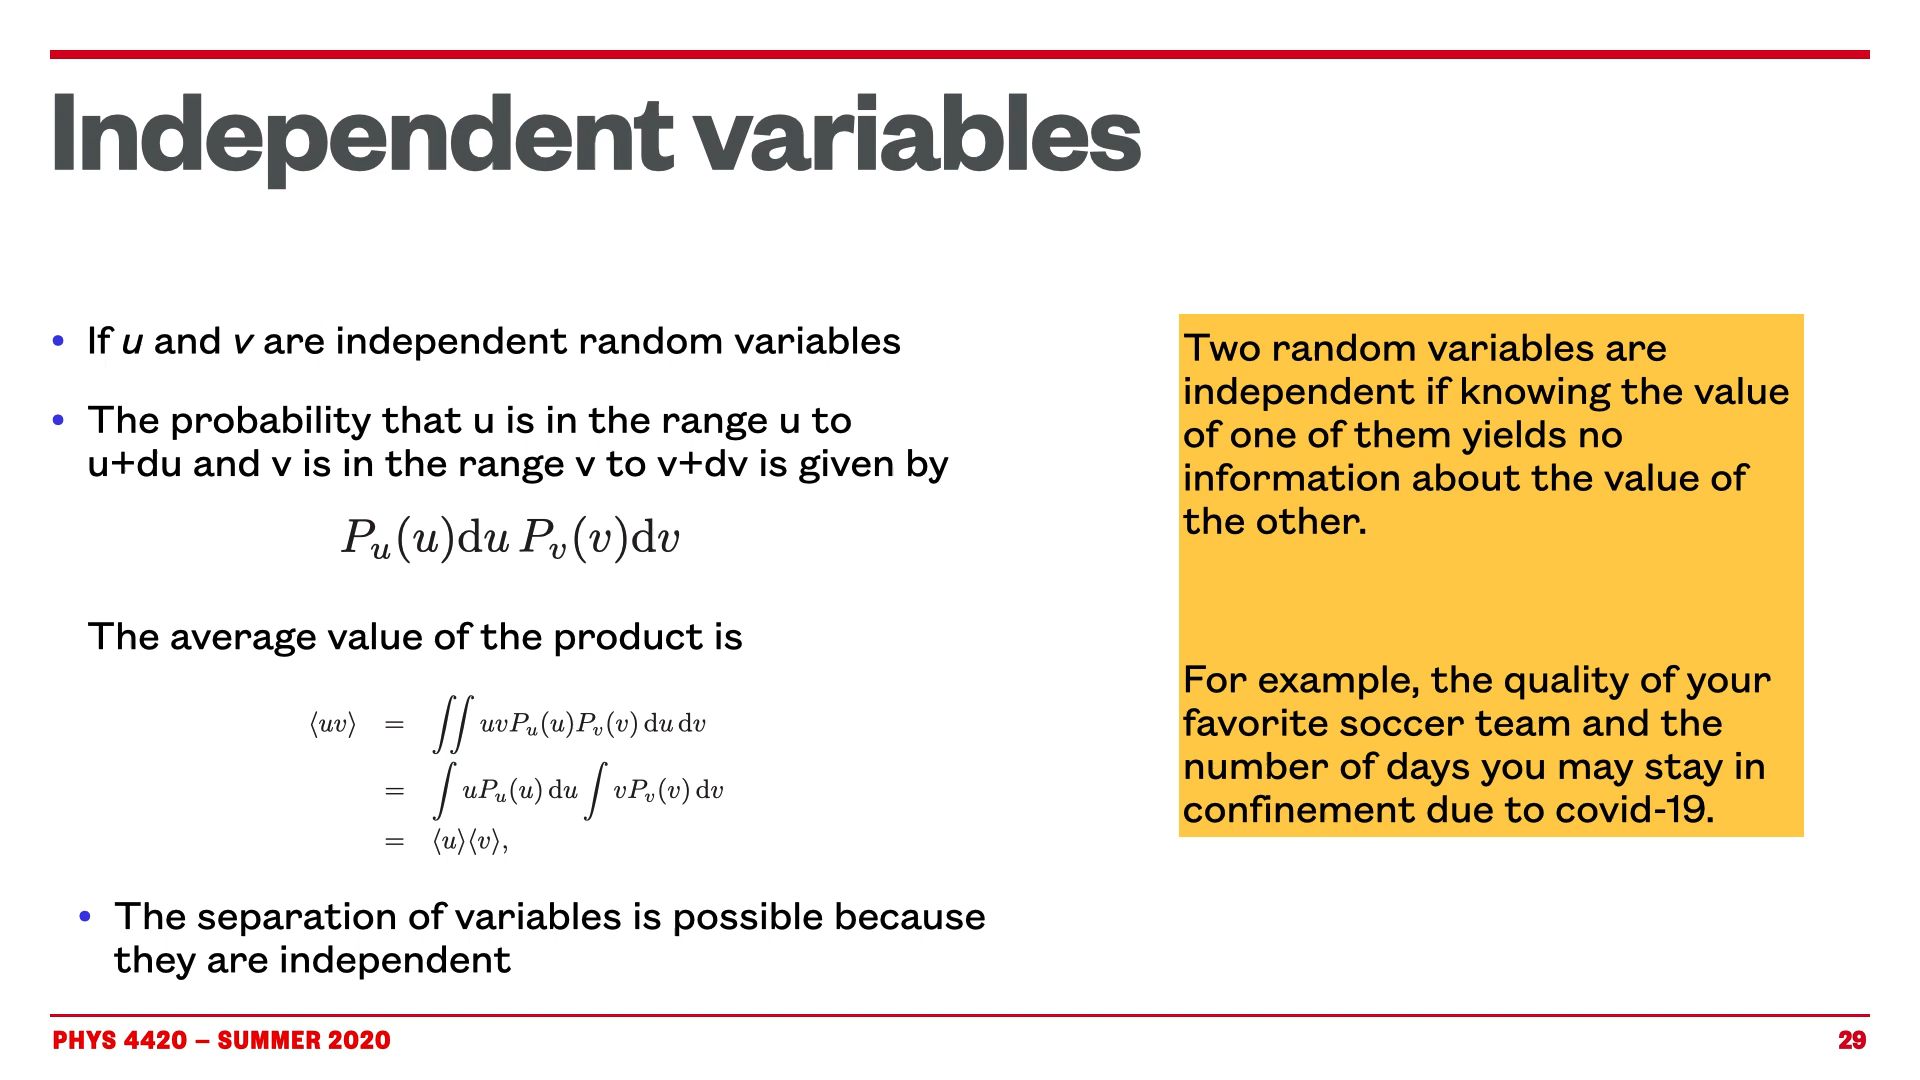 Independent variables
• If u and v are independent random variables
• The probability that u is in the range u to
u+du and v is in the range v to v+dv is given by
P_u(u)du P_v(v)dv
The average value of the product is
⟨uv⟩ = ∬ uvP_u(u)P_v(v) du dv
= ∫ uP_u(u) du ∫ vP_v(v) dv
= ⟨u⟩⟨v⟩,
• The separation of variables is possible because
they are independent
Two random variables are
independent if knowing the value
of one of them yields no
information about the value of
the other.
For example, the quality of your
favorite soccer team and the
number of days you may stay in
confinement due to covid-19.
PHYS 4420 – SUMMER 2020
29